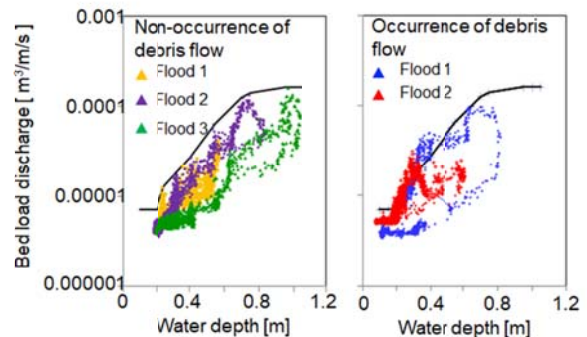 Bed load discharge [ m³/m/s]
0.001
0.0001
0.00001
0.000001
Non-occurrence of
debris flow
Flood 1
Flood 2
Flood 3
0 0.4 0.8 1.2
Water depth [m]
Occurrence of debris
flow
Flood 1
Flood 2
0 0.4 0.8 1.2
Water depth [m]